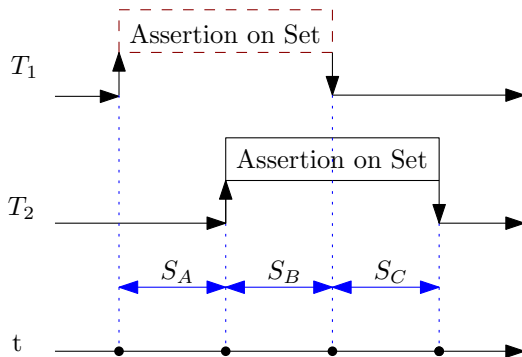 Assertion on Set
T1
Assertion on Set
T2
SA SB SC
t